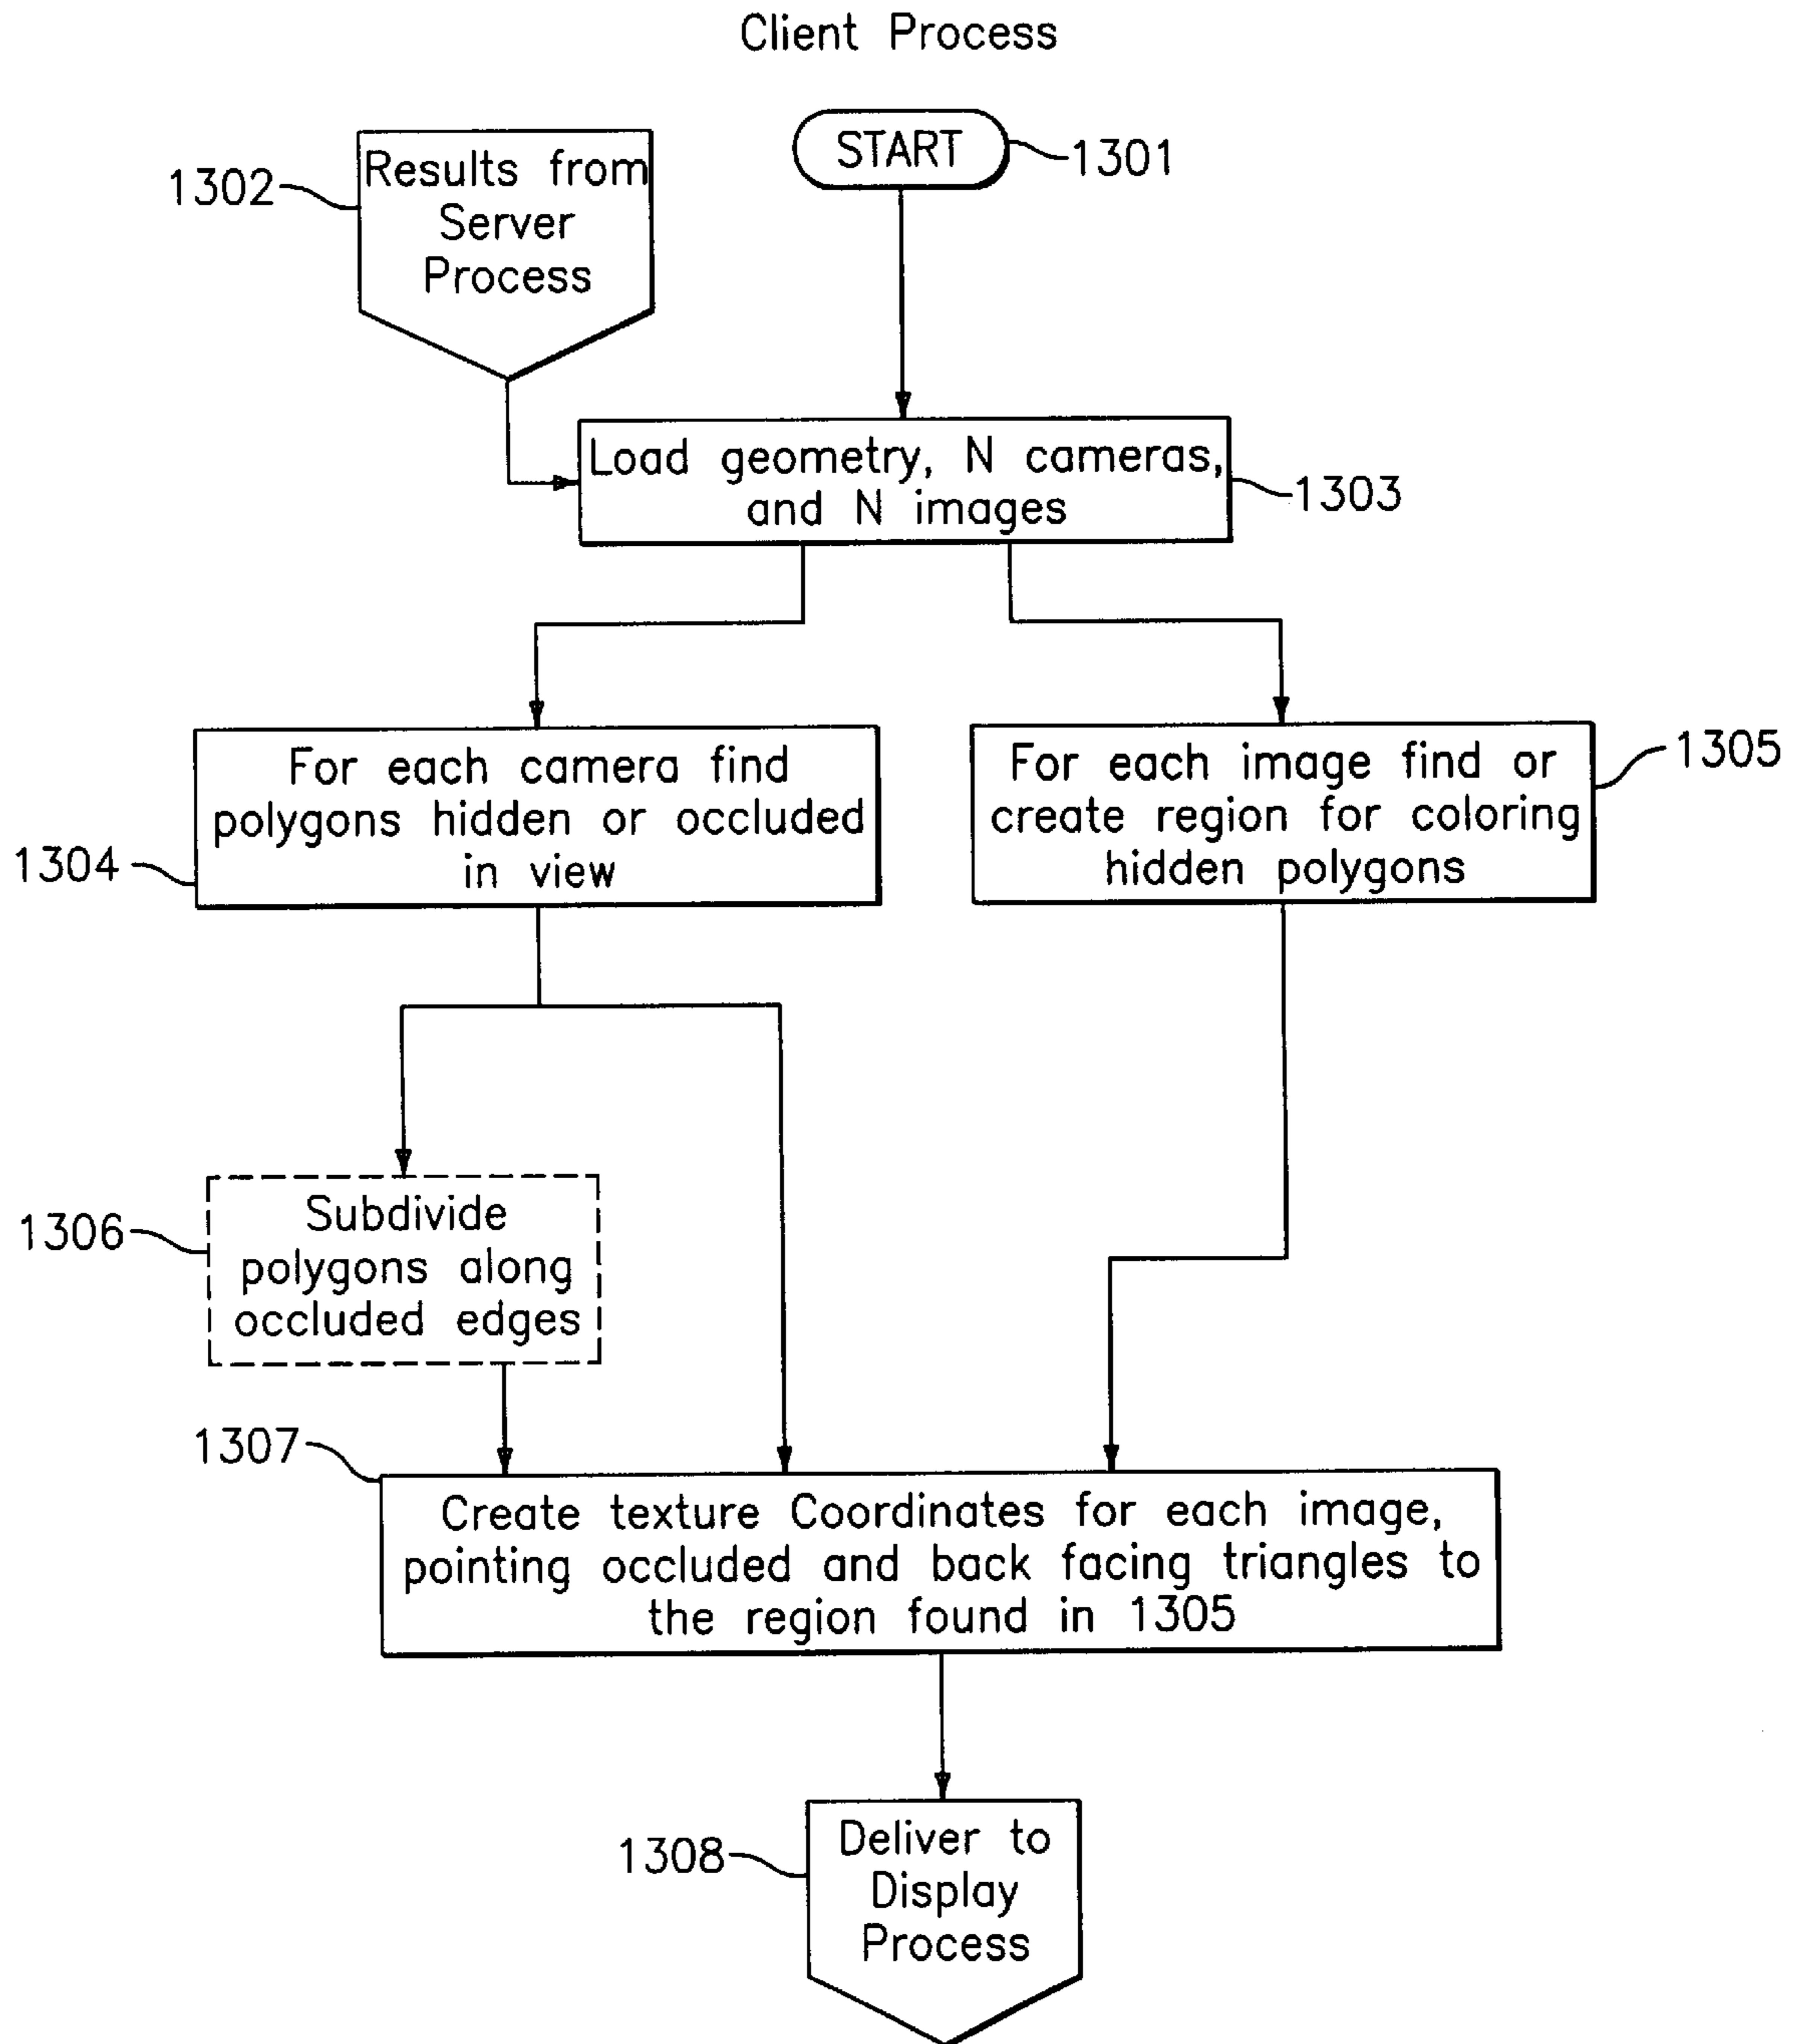 Client Process
START
1301
1302
Results from
Server
Process
Load geometry, N cameras,
and N images
1303
For each camera find
polygons hidden or occluded
in view
1304
For each image find or
create region for coloring
hidden polygons
1305
1306
Subdivide
polygons along
occluded edges
1307
Create texture Coordinates for each image,
pointing occluded and back facing triangles to
the region found in 1305
1308
Deliver to
Display
Process